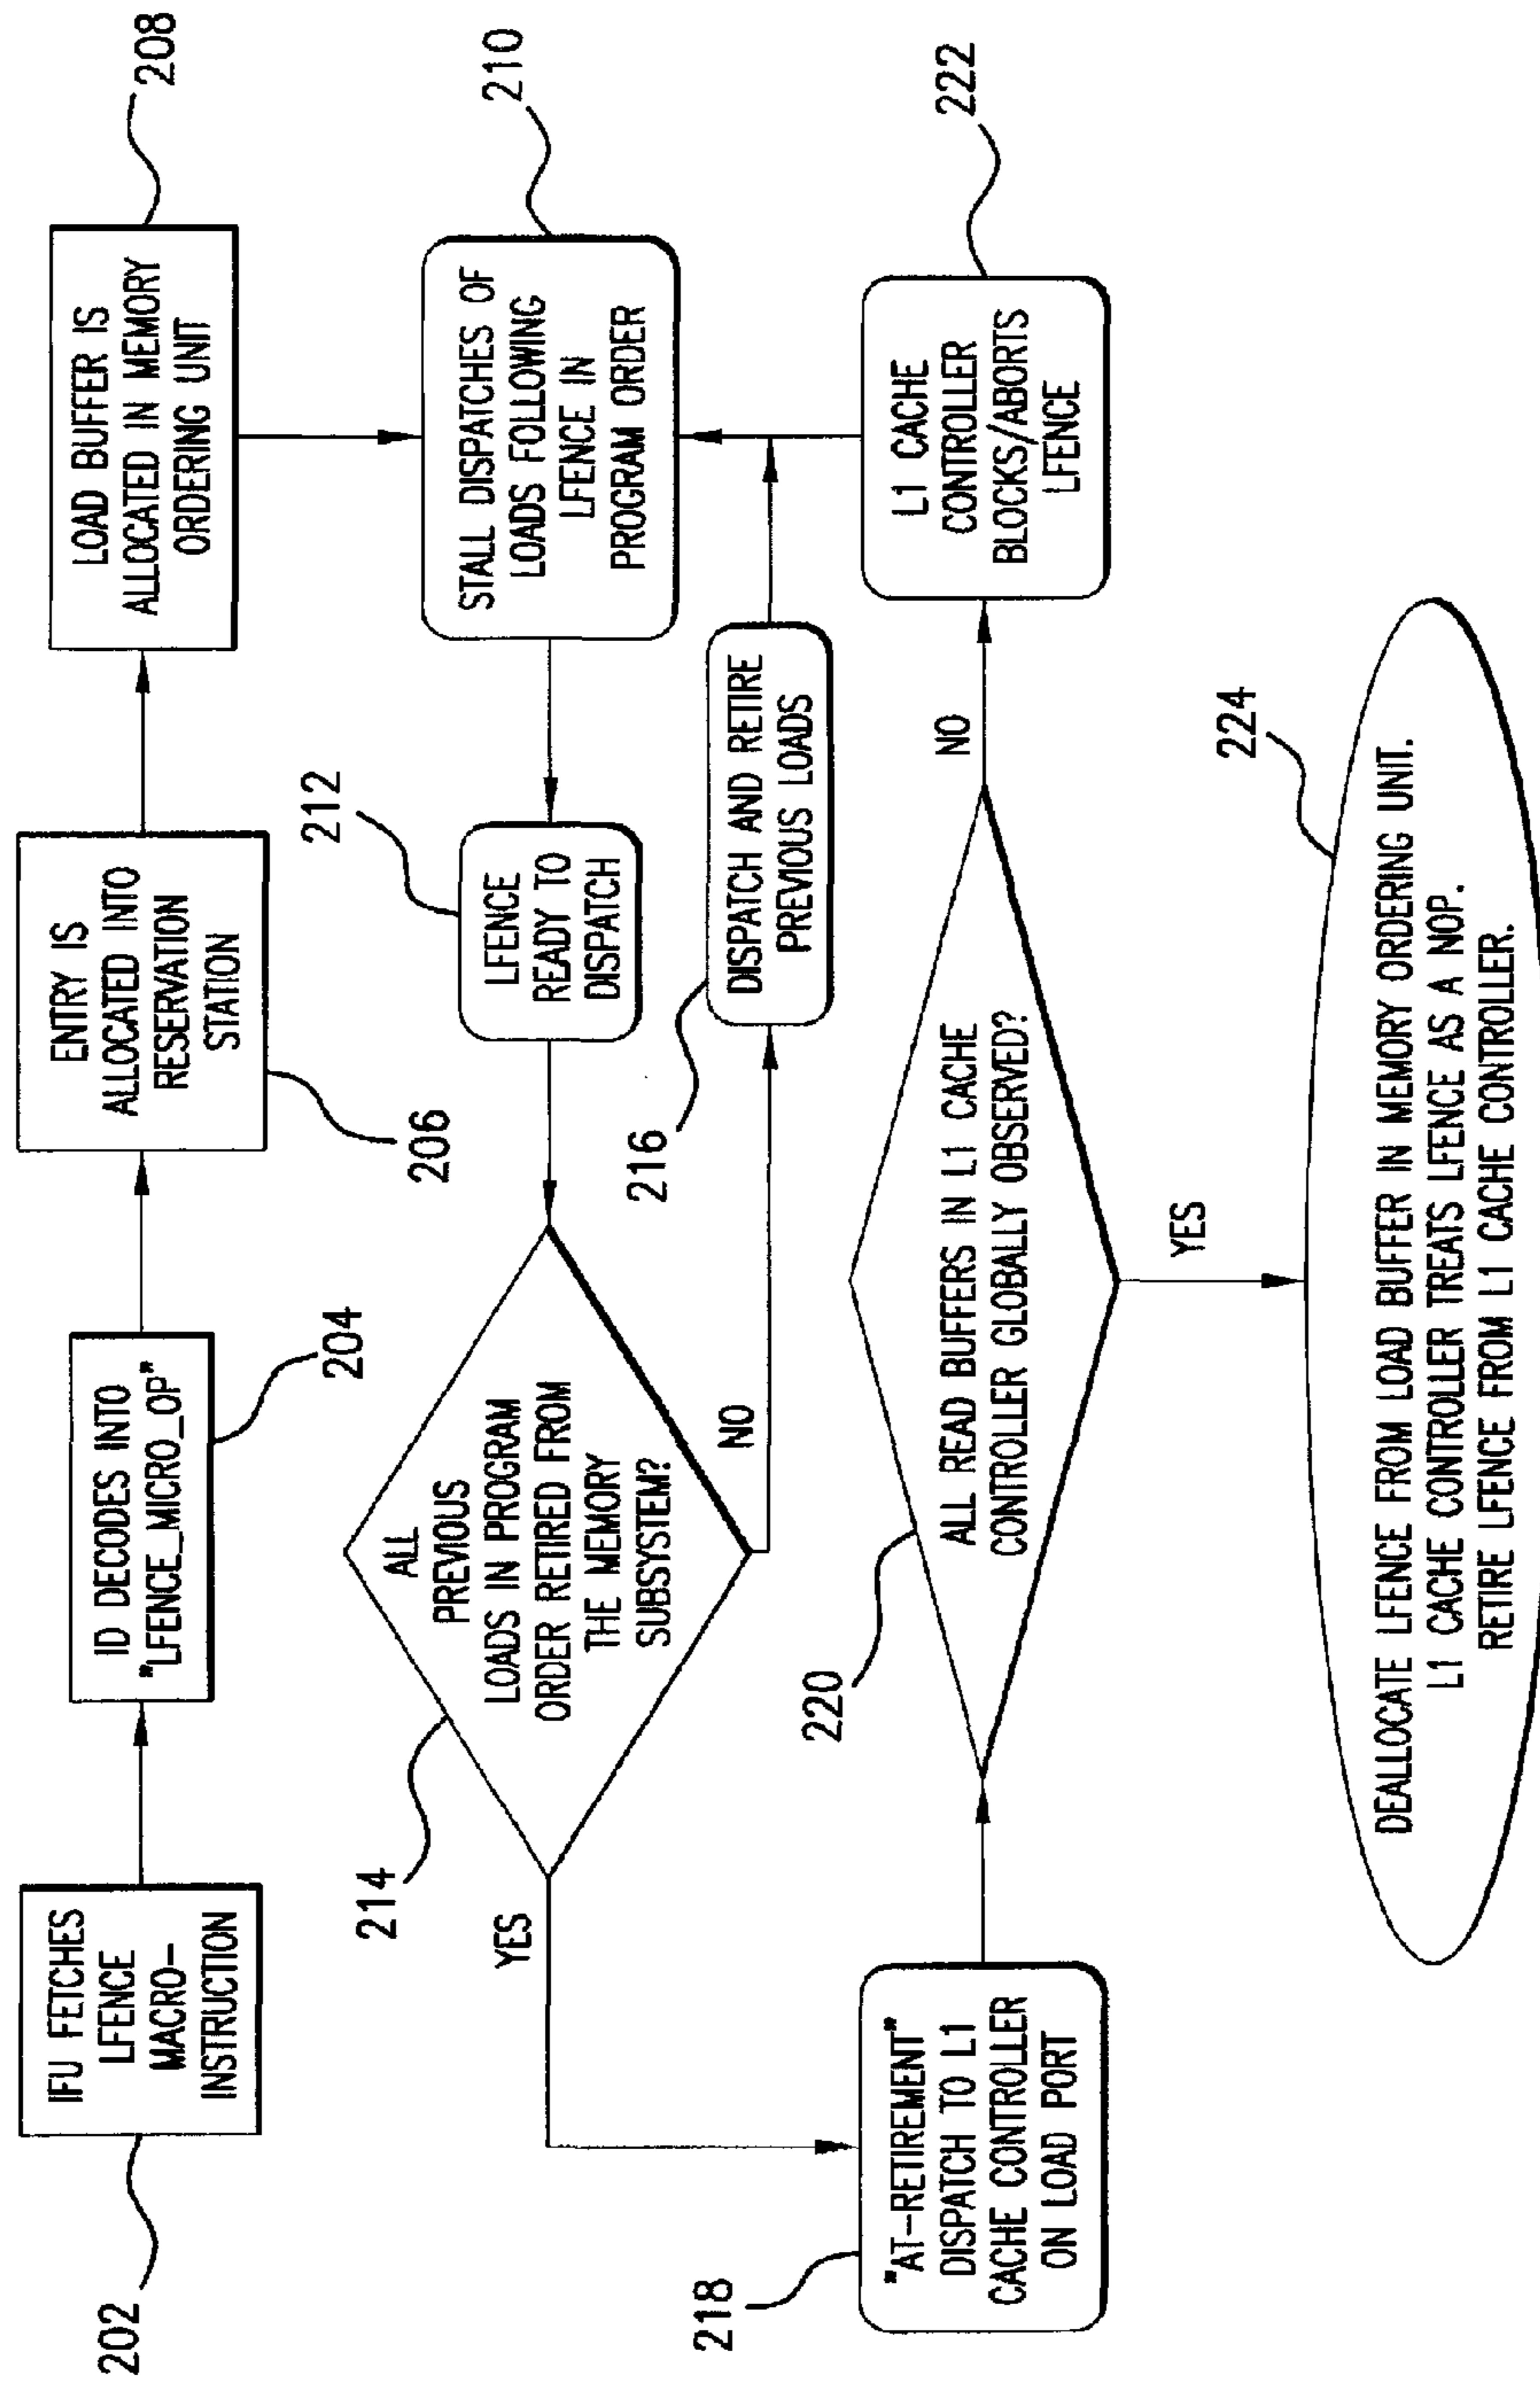 202
IFU FETCHES
LFENCE
MACRO-
INSTRUCTION
ID DECODES INTO
"LFENCE_MICRO_OP"
204
ENTRY IS
ALLOCATED INTO
RESERVATION
STATION
206
LOAD BUFFER IS
ALLOCATED IN MEMORY
ORDERING UNIT
208
STALL DISPATCHES OF
LOADS FOLLOWING
LFENCE IN
PROGRAM ORDER
210
212
LFENCE
READY TO
DISPATCH
214
ALL
PREVIOUS
LOADS IN PROGRAM
ORDER RETIRED FROM
THE MEMORY
SUBSYSTEM?
YES
NO
216
DISPATCH AND RETIRE
PREVIOUS LOADS
218
"AT-RETIREMENT"
DISPATCH TO L1
CACHE CONTROLLER
ON LOAD PORT
220
ALL READ BUFFERS IN L1 CACHE
CONTROLLER GLOBALLY OBSERVED?
NO
YES
L1 CACHE
CONTROLLER
BLOCKS/ABORTS
LFENCE
222
224
DEALLOCATE LFENCE FROM LOAD BUFFER IN MEMORY ORDERING UNIT.
L1 CACHE CONTROLLER TREATS LFENCE AS A NOP.
RETIRE LFENCE FROM L1 CACHE CONTROLLER.